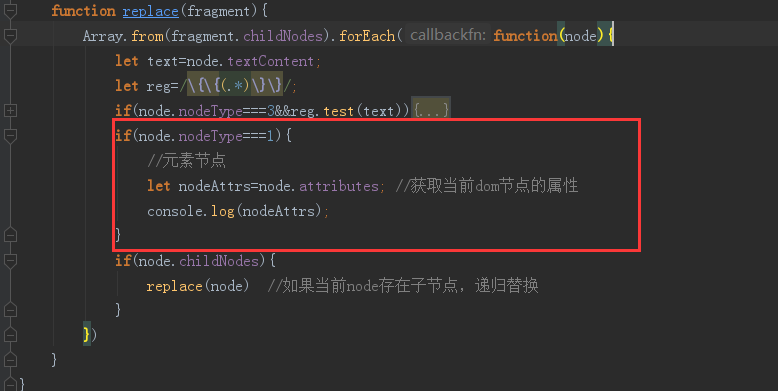 function replace(fragment){
Array.from(fragment.childNodes).forEach( callbackfn: function(node){
let text=node.textContent;
let reg=/\{\{(.*)\}\}/;
if(node.nodeType===3&&reg.test(text)){...}
if(node.nodeType===1){
//元素节点
let nodeAttrs=node.attributes; //获取当前dom节点的属性
console.log(nodeAttrs);
}
if(node.childNodes){
replace(node) //如果当前node存在子节点，递归替换
}
})
}
}